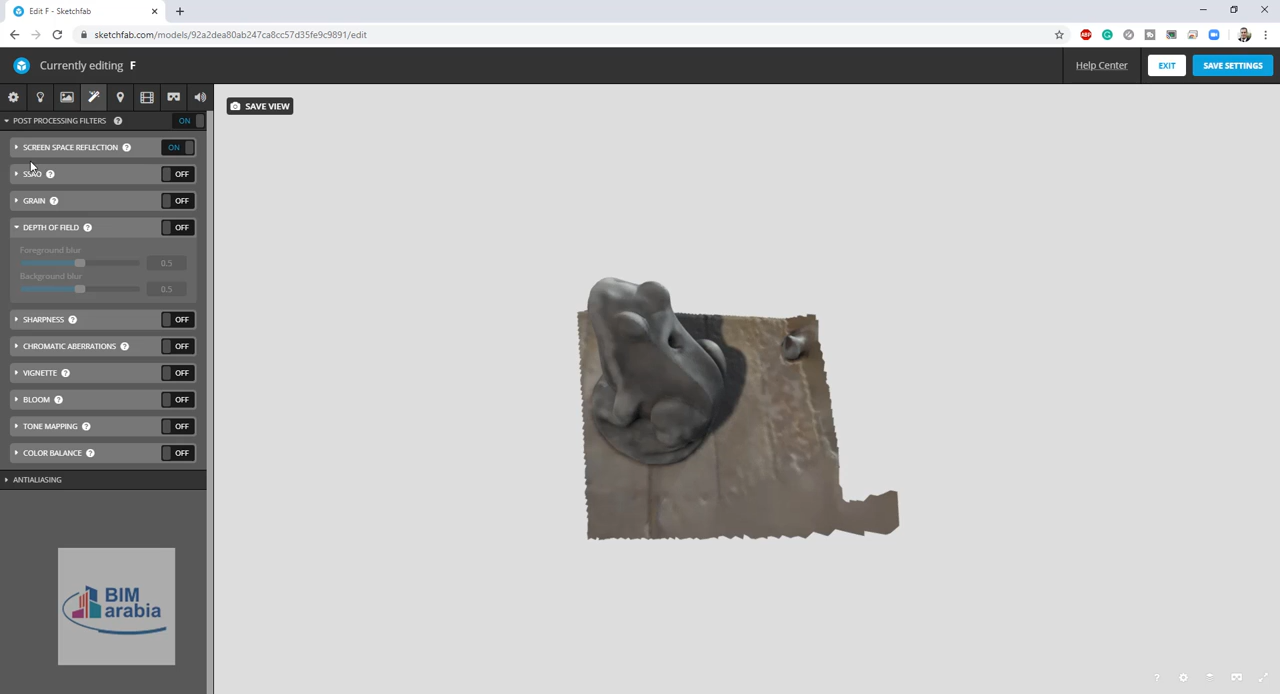 Edit F - Sketchfab
sketchfab.com/models/92a2dea80ab247ca8cc57d35fe9c9891/edit
ABP
Currently editing F
Help Center
EXIT
SAVE SETTINGS
POST PROCESSING FILTERS ? ON
SAVE VIEW
SCREEN SPACE REFLECTION ? ON
SSAO ? OFF
GRAIN ? OFF
DEPTH OF FIELD ? OFF
Foreground blur
0.5
Background blur
0.5
SHARPNESS ? OFF
CHROMATIC ABERRATIONS ? OFF
VIGNETTE ? OFF
BLOOM ? OFF
TONE MAPPING ? OFF
COLOR BALANCE ? OFF
ANTIALIASING
BIM
arabia
?